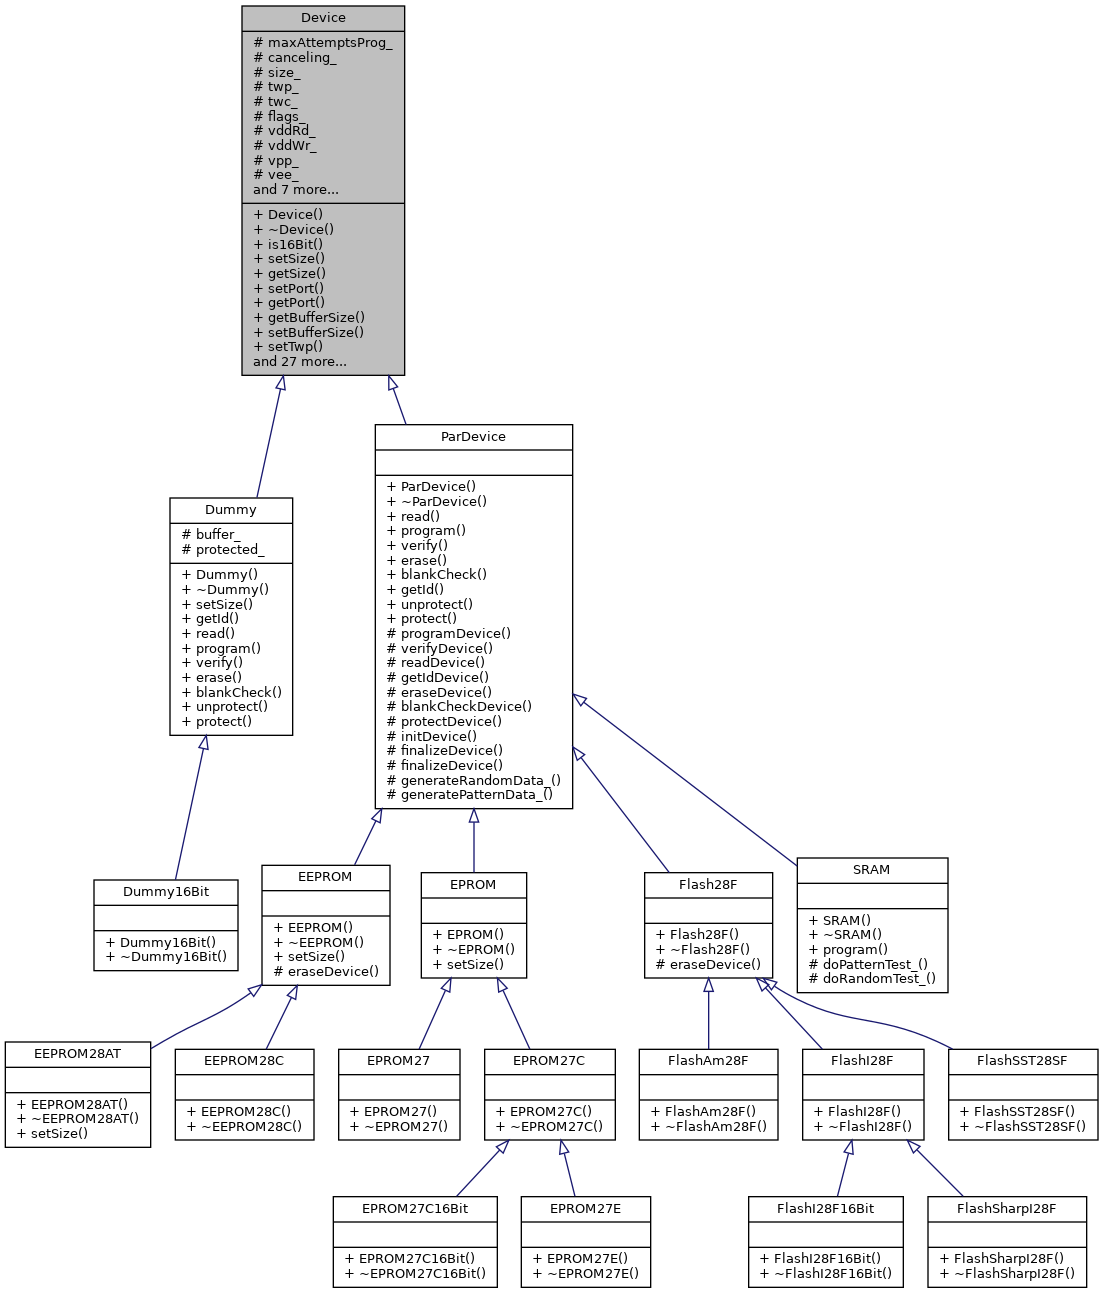 Device
# maxAttemptsProg_
# canceling_
# size_
# twp_
# twc_
# flags_
# vddRd_
# vddWr_
# vpp_
# vee_
and 7 more...
+ Device()
+ ~Device()
+ is16Bit()
+ setSize()
+ getSize()
+ setPort()
+ getPort()
+ getBufferSize()
+ setBufferSize()
+ setTwp()
and 27 more...
ParDevice
+ ParDevice()
+ ~ParDevice()
+ read()
+ program()
+ verify()
+ erase()
+ blankCheck()
+ getId()
+ unprotect()
+ protect()
# programDevice()
# verifyDevice()
# readDevice()
# getIdDevice()
# eraseDevice()
# blankCheckDevice()
# protectDevice()
# initDevice()
# finalizeDevice()
# finalizeDevice()
# generateRandomData_()
# generatePatternData_()
Dummy
# buffer_
# protected_
+ Dummy()
+ ~Dummy()
+ setSize()
+ getId()
+ read()
+ program()
+ verify()
+ erase()
+ blankCheck()
+ unprotect()
+ protect()
Dummy16Bit
+ Dummy16Bit()
+ ~Dummy16Bit()
EEPROM
+ EEPROM()
+ ~EEPROM()
+ setSize()
# eraseDevice()
EPROM
+ EPROM()
+ ~EPROM()
+ setSize()
Flash28F
+ Flash28F()
+ ~Flash28F()
# eraseDevice()
SRAM
+ SRAM()
+ ~SRAM()
+ program()
# doPatternTest_()
# doRandomTest_()
EEPROM28AT
+ EEPROM28AT()
+ ~EEPROM28AT()
+ setSize()
EEPROM28C
+ EEPROM28C()
+ ~EEPROM28C()
EPROM27
+ EPROM27()
+ ~EPROM27()
EPROM27C
+ EPROM27C()
+ ~EPROM27C()
FlashAm28F
+ FlashAm28F()
+ ~FlashAm28F()
FlashI28F
+ FlashI28F()
+ ~FlashI28F()
FlashSST28SF
+ FlashSST28SF()
+ ~FlashSST28SF()
EPROM27C16Bit
+ EPROM27C16Bit()
+ ~EPROM27C16Bit()
EPROM27E
+ EPROM27E()
+ ~EPROM27E()
FlashI28F16Bit
+ FlashI28F16Bit()
+ ~FlashI28F16Bit()
FlashSharpI28F
+ FlashSharpI28F()
+ ~FlashSharpI28F()